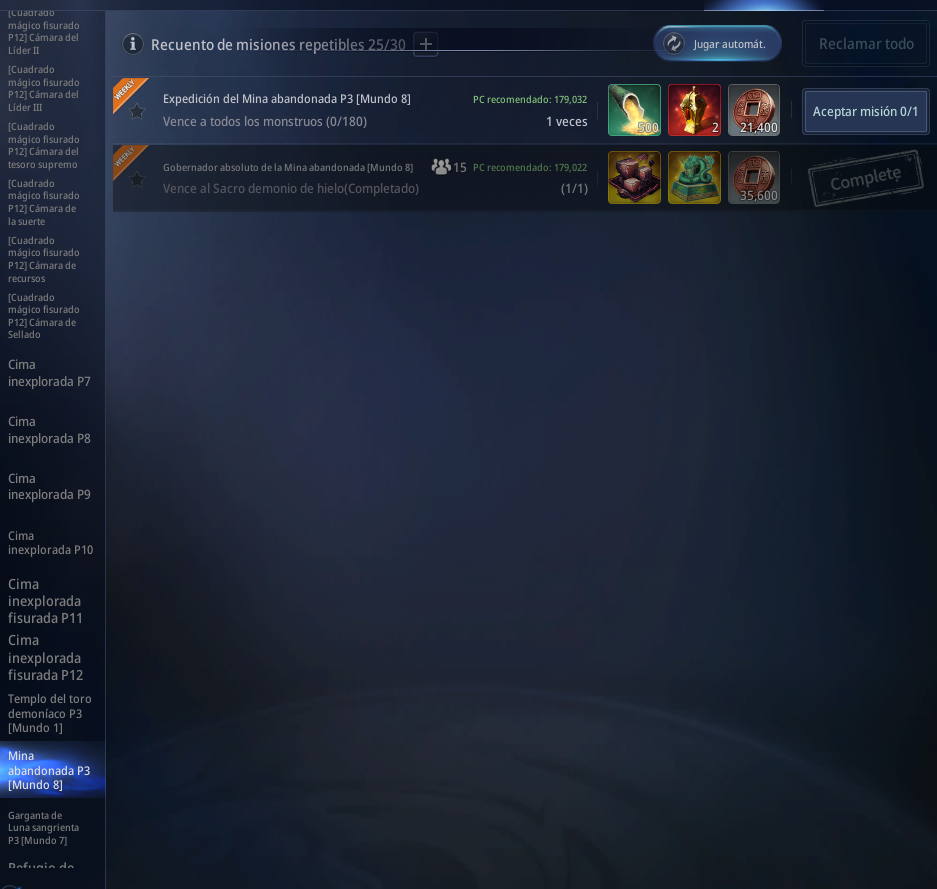 [Cuadrado
mágico fisurado
P12] Cámara del
Líder II
[Cuadrado
mágico fisurado
P12] Cámara del
Líder III
[Cuadrado
mágico fisurado
P12] Cámara del
tesoro supremo
[Cuadrado
mágico fisurado
P12] Cámara de
la suerte
[Cuadrado
mágico fisurado
P12] Cámara de
recursos
[Cuadrado
mágico fisurado
P12] Cámara de
Sellado
Cima
inexplorada P7
Cima
inexplorada P8
Cima
inexplorada P9
Cima
inexplorada P10
Cima
inexplorada
fisurada P11
Cima
inexplorada
fisurada P12
Templo del toro
demoníaco P3
[Mundo 1]
Mina
abandonada P3
[Mundo 8]
Garganta de
Luna sangrienta
P3 [Mundo 7]
Refugio de
Recuento de misiones repetibles 25/30
Jugar automát.
Reclamar todo
WEEKLY
Expedición del Mina abandonada P3 [Mundo 8]
PC recomendado: 179,032
Vence a todos los monstruos (0/180)
1 veces
500
2
21,400
Aceptar misión 0/1
WEEKLY
Gobernador absoluto de la Mina abandonada [Mundo 8]
15
PC recomendado: 179,022
Vence al Sacro demonio de hielo(Completado)
(1/1)
35,600
Complete